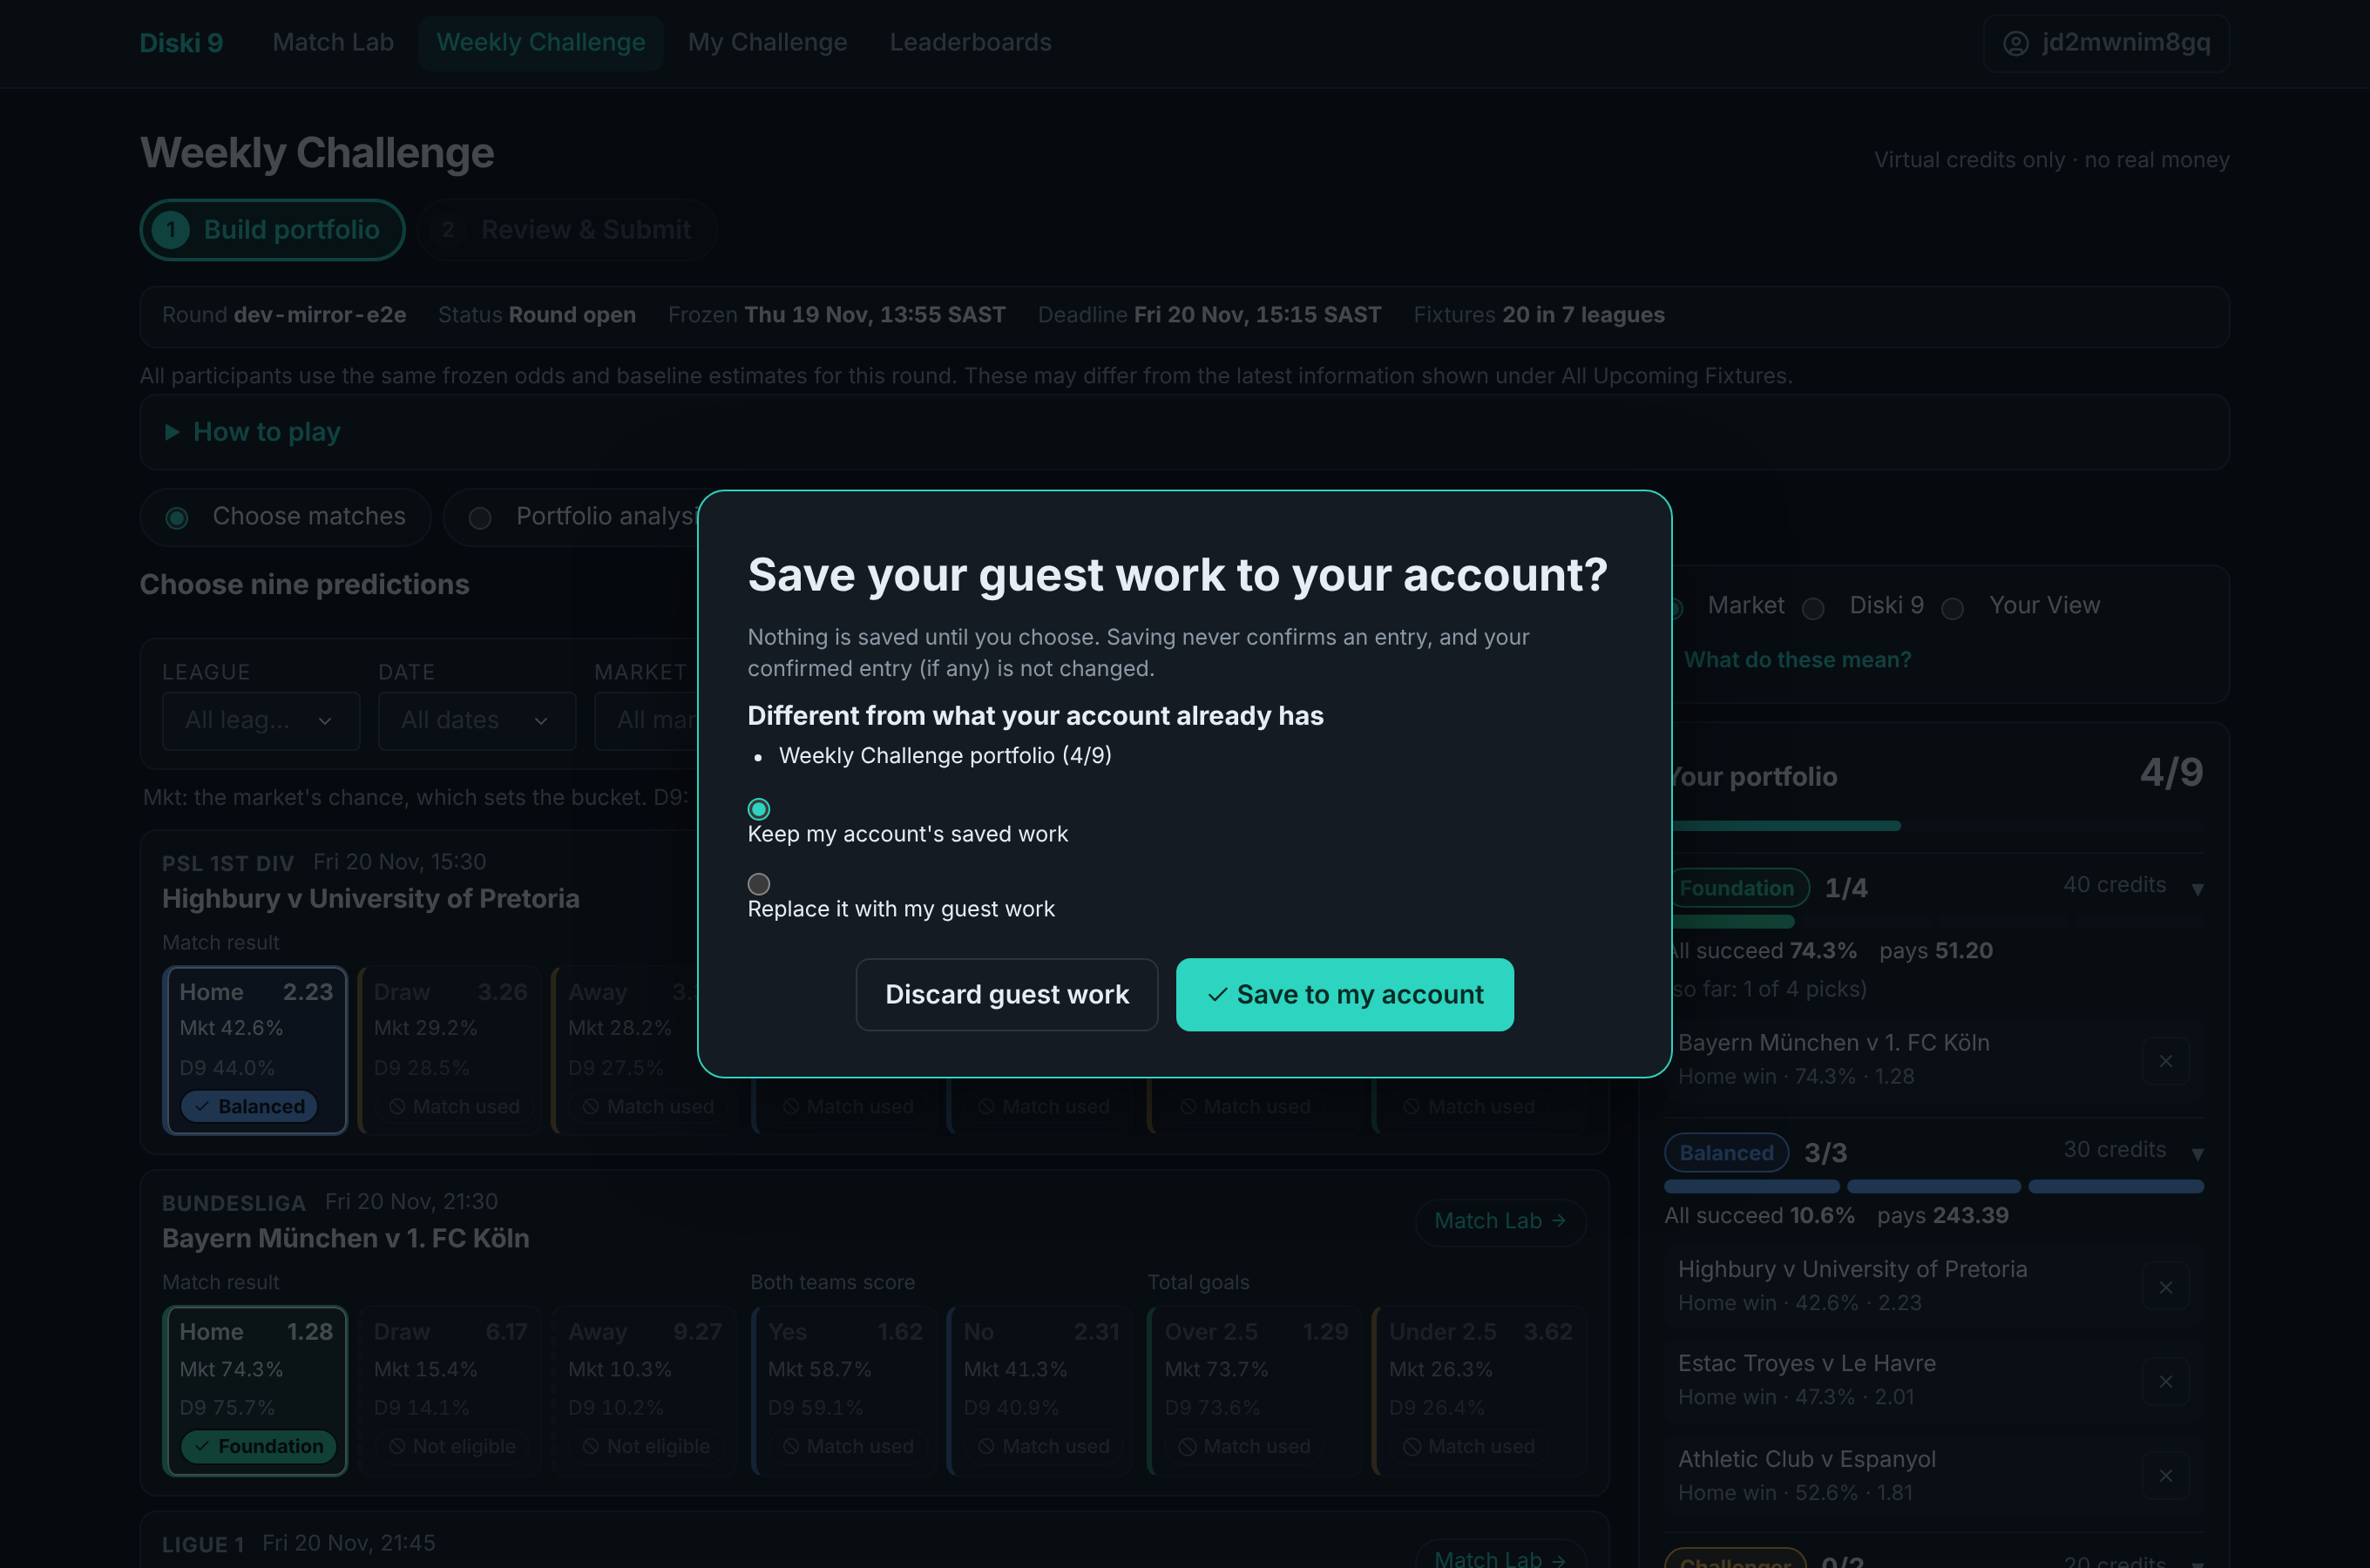 Diski 9 Match Lab Weekly Challenge My Challenge Leaderboards jd2mwnim8gq
Weekly Challenge
Virtual credits only · no real money
1 Build portfolio 2 Review & Submit
Round dev-mirror-e2e Status Round open Frozen Thu 19 Nov, 13:55 SAST Deadline Fri 20 Nov, 15:15 SAST Fixtures 20 in 7 leagues
All participants use the same frozen odds and baseline estimates for this round. These may differ from the latest information shown under All Upcoming Fixtures.
How to play
Choose matches Portfolio analysi
Choose nine predictions
LEAGUE DATE MARKET
All leag... All dates All mar
Mkt: the market's chance, which sets the bucket. D9:
PSL 1ST DIV Fri 20 Nov, 15:30
Highbury v University of Pretoria
Match result
Home 2.23 Draw 3.26 Away
Mkt 42.6% Mkt 29.2% Mkt 28.2%
D9 44.0% D9 28.5% D9 27.5%
Balanced Match used Match used Match used Match used Match used Match used
BUNDESLIGA Fri 20 Nov, 21:30
Bayern München v 1. FC Köln
Match Lab →
Match result Both teams score Total goals
Home 1.28 Draw 6.17 Away 9.27 Yes 1.62 No 2.31 Over 2.5 1.29 Under 2.5 3.62
Mkt 74.3% Mkt 15.4% Mkt 10.3% Mkt 58.7% Mkt 41.3% Mkt 73.7% Mkt 26.3%
D9 75.7% D9 14.1% D9 10.2% D9 59.1% D9 40.9% D9 73.6% D9 26.4%
Foundation Not eligible Not eligible Match used Match used Match used Match used
LIGUE 1 Fri 20 Nov, 21:45
Match Lab →
Save your guest work to your account?
Nothing is saved until you choose. Saving never confirms an entry, and your
confirmed entry (if any) is not changed.
Different from what your account already has
• Weekly Challenge portfolio (4/9)
Keep my account's saved work
Replace it with my guest work
Discard guest work ✓ Save to my account
Market Diski 9 Your View
What do these mean?
Your portfolio 4/9
Foundation 1/4 40 credits
All succeed 74.3% pays 51.20
(so far: 1 of 4 picks)
Bayern München v 1. FC Köln
Home win · 74.3% · 1.28
Balanced 3/3 30 credits
All succeed 10.6% pays 243.39
Highbury v University of Pretoria
Home win · 42.6% · 2.23
Estac Troyes v Le Havre
Home win · 47.3% · 2.01
Athletic Club v Espanyol
Home win · 52.6% · 1.81
Challenger 0/2 20 credits